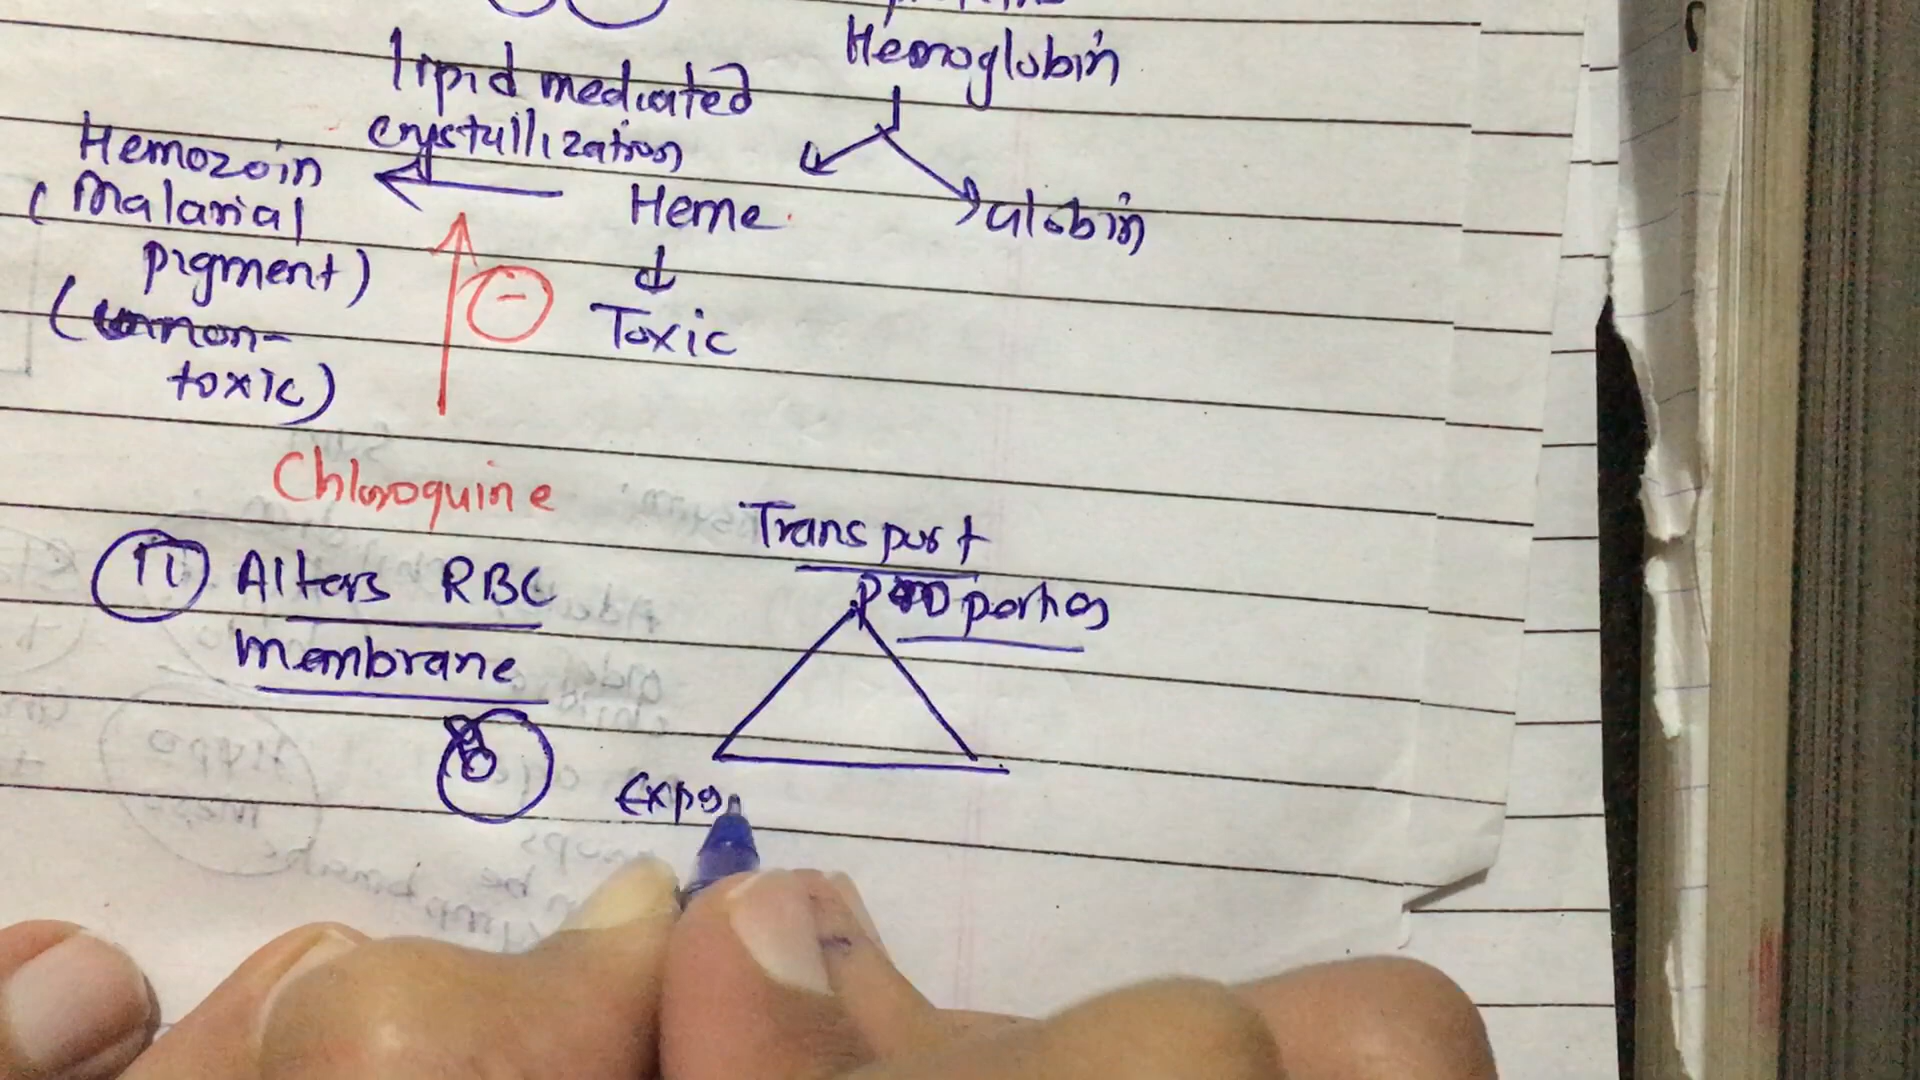 Hemoglobin
lipid mediated
crystallization
Hemozoin
(Malarial
pigment)
(non-
toxic)
Heme
Globin
Toxic
Chloroquine
II Alters RBC
membrane
Transport
Properties
Expo